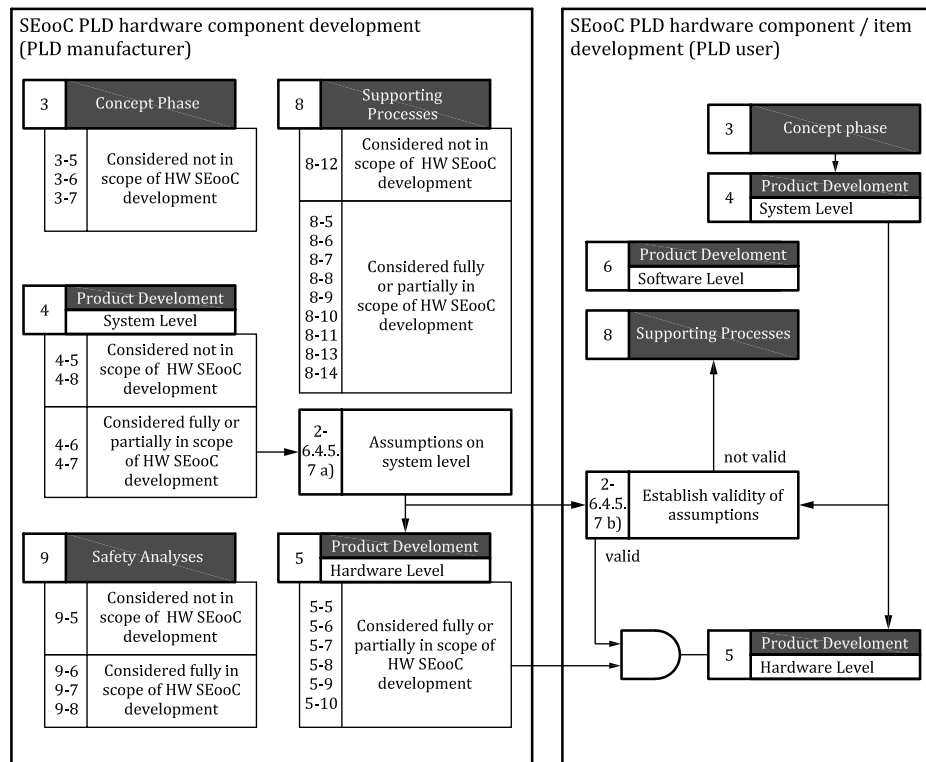 SEooC PLD hardware component development
(PLD manufacturer)
3
Concept Phase
3-5
3-6
3-7
Considered not in
scope of HW SEooC
development
4
Product Develoment
System Level
4-5
4-8
Considered not in
scope of HW SEooC
development
4-6
4-7
Considered fully or
partially in scope
of HW SEooC
development
9
Safety Analyses
9-5
Considered not in
scope of HW SEooC
development
9-6
9-7
9-8
Considered fully in
scope of HW SEooC
development
8
Supporting
Processes
8-12
Considered not in
scope of HW SEooC
development
8-5
8-6
8-7
8-8
8-9
8-10
8-11
8-13
8-14
Considered fully
or partially in
scope of HW SEooC
development
2-
6.4.5.
7 a)
Assumptions on
system level
5
Product Develoment
Hardware Level
5-5
5-6
5-7
5-8
5-9
5-10
Considered fully or
partially in scope of
HW SEooC
development
SEooC PLD hardware component / item
development (PLD user)
3
Concept phase
4
Product Develoment
System Level
6
Product Develoment
Software Level
8
Supporting Processes
not valid
2-
6.4.5.
7 b)
Establish validity of
assumptions
valid
5
Product Develoment
Hardware Level